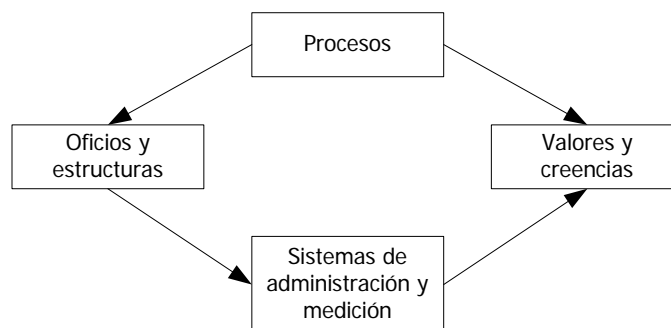 Procesos
Oficios y
estructuras
Valores y
creencias
Sistemas de
administración y
medición